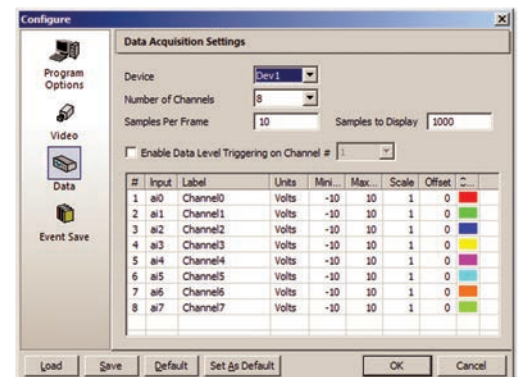 Configure
Data Acquisition Settings
Program Options
Video
Data
Event Save
Device Dev1
Number of Channels 8
Samples Per Frame 10 Samples to Display 1000
Enable Data Level Triggering on Channel # 1
# Input Label Units Mini... Max... Scale Offset C...
1 ai0 Channel0 Volts -10 10 1 0
2 ai1 Channel1 Volts -10 10 1 0
3 ai2 Channel2 Volts -10 10 1 0
4 ai3 Channel3 Volts -10 10 1 0
5 ai4 Channel4 Volts -10 10 1 0
6 ai5 Channel5 Volts -10 10 1 0
7 ai6 Channel6 Volts -10 10 1 0
8 ai7 Channel7 Volts -10 10 1 0
Load Save Default Set As Default OK Cancel